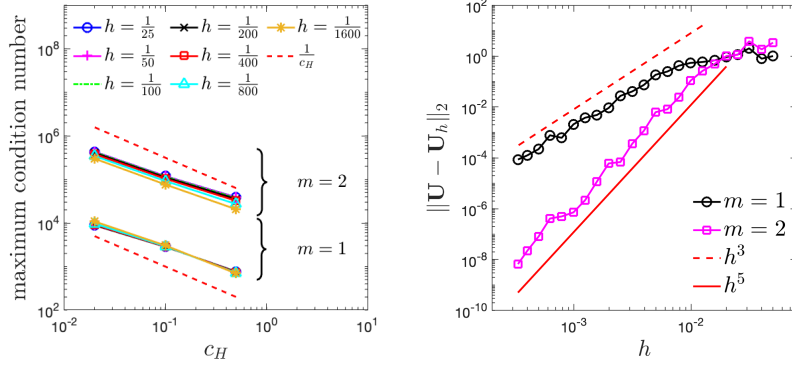 maximum condition number
10^9
10^6
10^4
10^2
h = 1/25
h = 1/50
h = 1/100
h = 1/200
h = 1/400
h = 1/800
h = 1/1600
1/c_H
m = 2
m = 1
10^-2 10^-1 10^0 10^1
c_H
‖U − U_h‖_2
10^2
10^0
10^-2
10^-4
10^-6
10^-8
10^-10
m = 1
m = 2
h^3
h^5
10^-3 10^-2
h